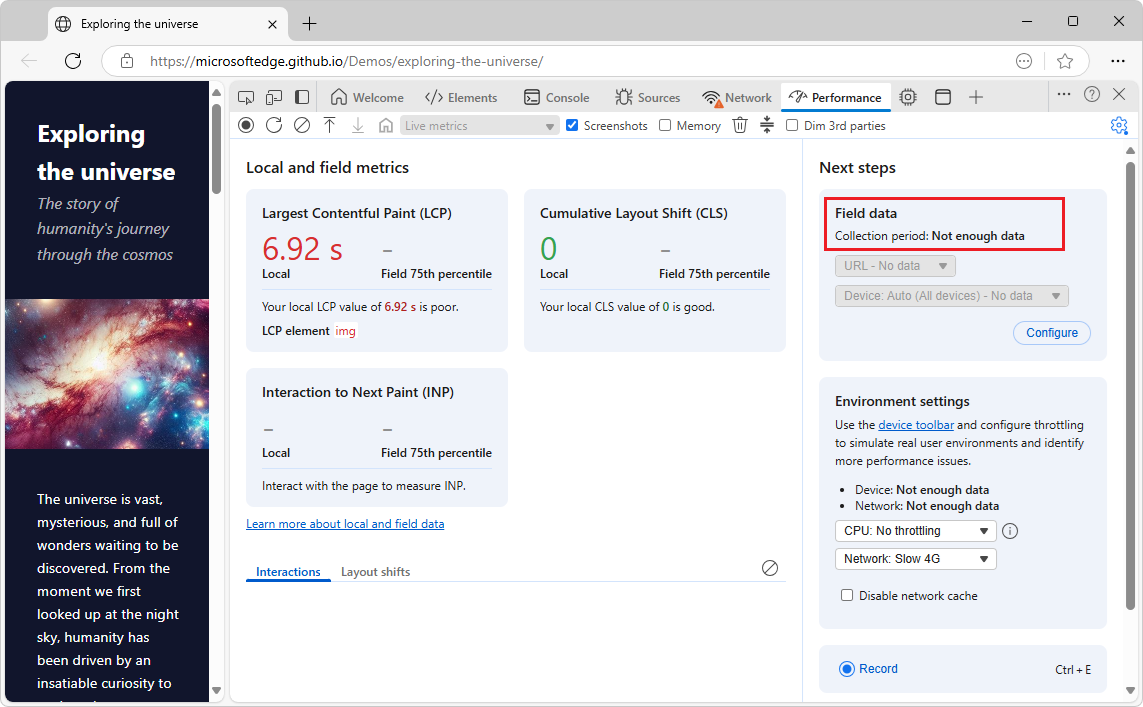 Exploring the universe
https://microsoftedge.github.io/Demos/exploring-the-universe/
Exploring
the universe
The story of
humanity's journey
through the cosmos
The universe is vast,
mysterious, and full of
wonders waiting to be
discovered. From the
moment we first
looked up at the night
sky, humanity has
been driven by an
insatiable curiosity to
Welcome
Elements
Console
Sources
Network
Performance
Live metrics
Screenshots
Memory
Dim 3rd parties
Local and field metrics
Largest Contentful Paint (LCP)
6.92 s –
Local Field 75th percentile
Your local LCP value of 6.92 s is poor.
LCP element img
Cumulative Layout Shift (CLS)
0 –
Local Field 75th percentile
Your local CLS value of 0 is good.
Interaction to Next Paint (INP)
– –
Local Field 75th percentile
Interact with the page to measure INP.
Learn more about local and field data
Interactions Layout shifts
Next steps
Field data
Collection period: Not enough data
URL - No data
Device: Auto (All devices) - No data
Configure
Environment settings
Use the device toolbar and configure throttling
to simulate real user environments and identify
more performance issues.
• Device: Not enough data
• Network: Not enough data
CPU: No throttling
Network: Slow 4G
Disable network cache
Record Ctrl + E